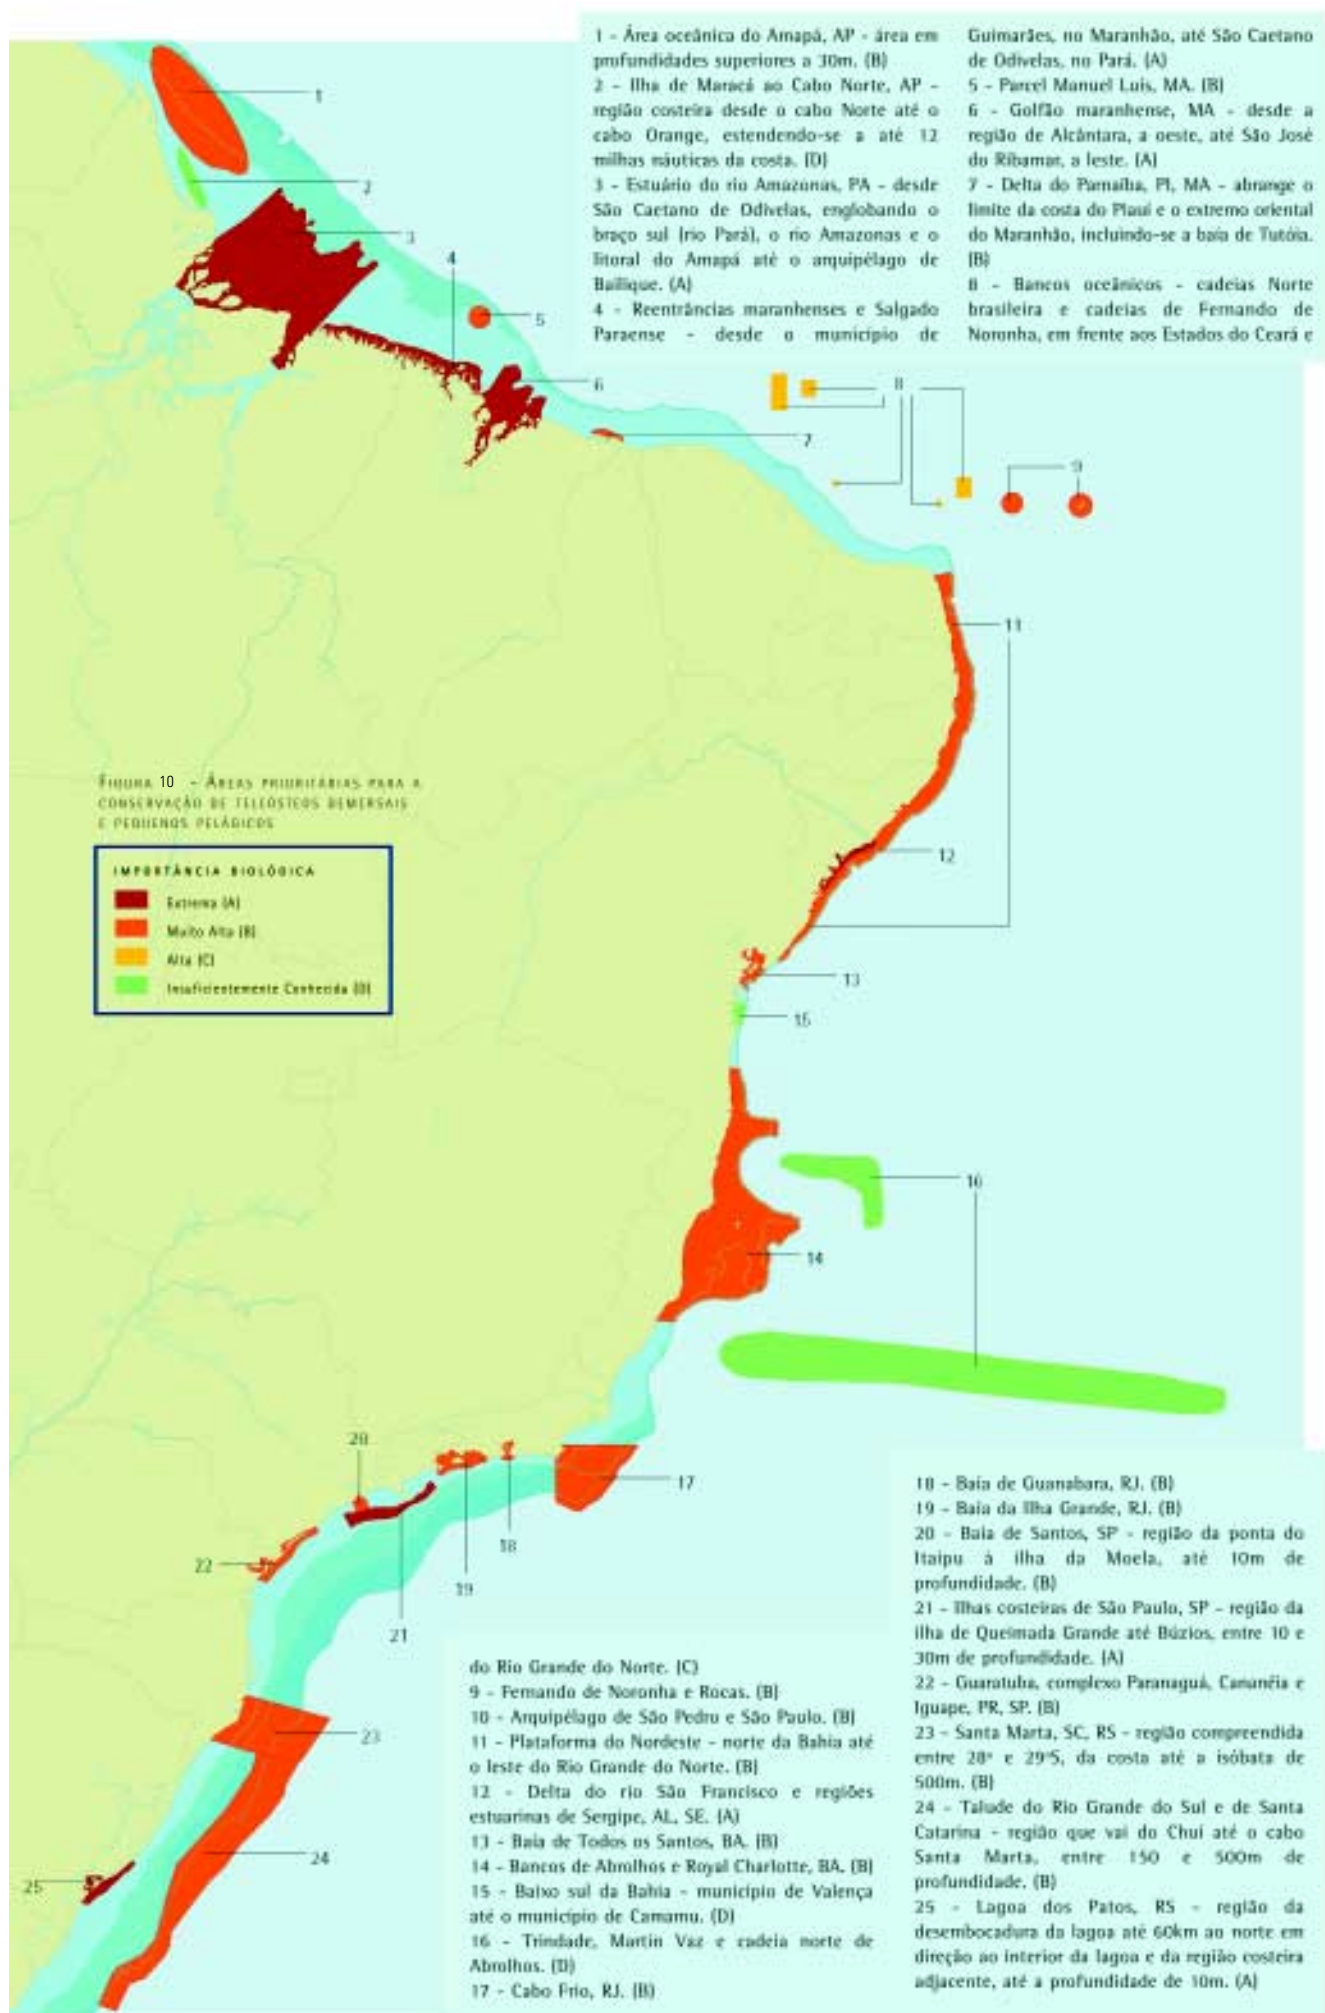 1 - Área oceânica do Amapá, AP - área em
profundidades superiores a 30m. (B)
2 - Ilha de Maracá ao Cabo Norte, AP -
região costeira desde o cabo Norte até o
cabo Orange, estendendo-se a até 12
milhas náuticas da costa. (D)
3 - Estuário do rio Amazonas, PA - desde
São Caetano de Odivelas, englobando o
braço sul (rio Pará), o rio Amazonas e o
litoral do Amapá até o arquipélago de
Bailique. (A)
4 - Reentrâncias maranhenses e Salgado
Paraense - desde o município de
Guimarães, no Maranhão, até São Caetano
de Odivelas, no Pará. (A)
5 - Parcel Manuel Luís, MA. (B)
6 - Golfão maranhense, MA - desde a
região de Alcântara, a oeste, até São José
do Ribamar, a leste. (A)
7 - Delta do Parnaíba, PI, MA - abrange o
limite da costa do Piauí e o extremo oriental
do Maranhão, incluindo-se a baía de Tutóia.
(B)
8 - Bancos oceânicos - cadeias Norte
brasileira e cadeias de Fernando de
Noronha, em frente aos Estados do Ceará e
1
2
3
4
5
6
8
7
9
11
FIGURA 10 - ÁREAS PRIORITÁRIAS PARA A
CONSERVAÇÃO DE TELEÓSTEOS DEMERSAIS
E PEQUENOS PELÁGICOS
IMPORTÂNCIA BIOLÓGICA
Extrema (A)
Muito Alta (B)
Alta (C)
Insuficientemente Conhecida (D)
12
13
15
16
14
20
17
18
22
19
21
23
24
25
do Rio Grande do Norte. (C)
9 - Fernando de Noronha e Rocas. (B)
10 - Arquipélago de São Pedro e São Paulo. (B)
11 - Plataforma do Nordeste - norte da Bahia até
o leste do Rio Grande do Norte. (B)
12 - Delta do rio São Francisco e regiões
estuarinas de Sergipe, AL, SE. (A)
13 - Baía de Todos os Santos, BA. (B)
14 - Bancos de Abrolhos e Royal Charlotte, BA. (B)
15 - Baixo sul da Bahia - município de Valença
até o município de Camamu. (D)
16 - Trindade, Martin Vaz e cadeia norte de
Abrolhos. (D)
17 - Cabo Frio, RJ. (B)
18 - Baía de Guanabara, RJ. (B)
19 - Baía da Ilha Grande, RJ. (B)
20 - Baía de Santos, SP - região da ponta do
Itaipu à ilha da Moela, até 10m de
profundidade. (B)
21 - Ilhas costeiras de São Paulo, SP - região da
ilha de Queimada Grande até Búzios, entre 10 e
30m de profundidade. (A)
22 - Guaratuba, complexo Paranaguá, Cananéia e
Iguape, PR, SP. (B)
23 - Santa Marta, SC, RS - região compreendida
entre 28º e 29ºS, da costa até a isóbata de
500m. (B)
24 - Talude do Rio Grande do Sul e de Santa
Catarina - região que vai do Chuí até o cabo
Santa Marta, entre 150 e 500m de
profundidade. (B)
25 - Lagoa dos Patos, RS - região da
desembocadura da lagoa até 60km ao norte em
direção ao interior da lagoa e da região costeira
adjacente, até a profundidade de 10m. (A)